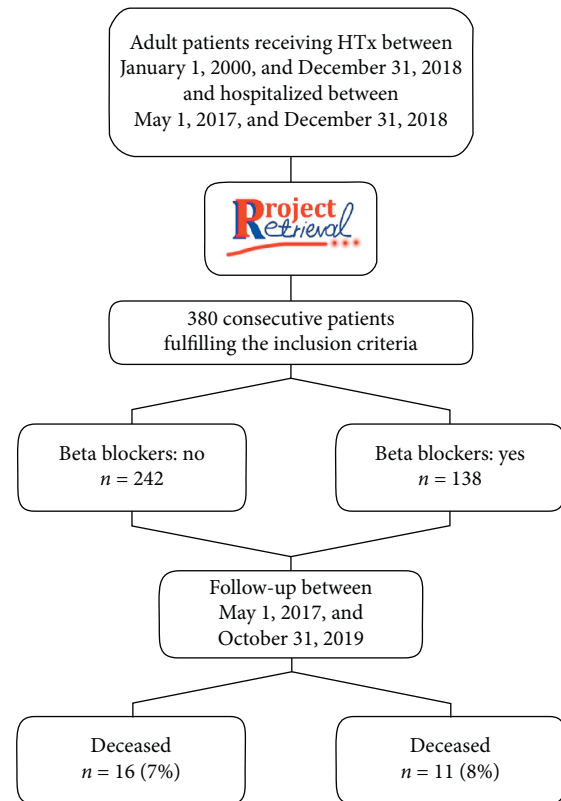 Adult patients receiving HTx between
January 1, 2000, and December 31, 2018
and hospitalized between
May 1, 2017, and December 31, 2018
Project
Retrieval
380 consecutive patients
fulfilling the inclusion criteria
Beta blockers: no
n = 242
Beta blockers: yes
n = 138
Follow-up between
May 1, 2017, and
October 31, 2019
Deceased
n = 16 (7%)
Deceased
n = 11 (8%)